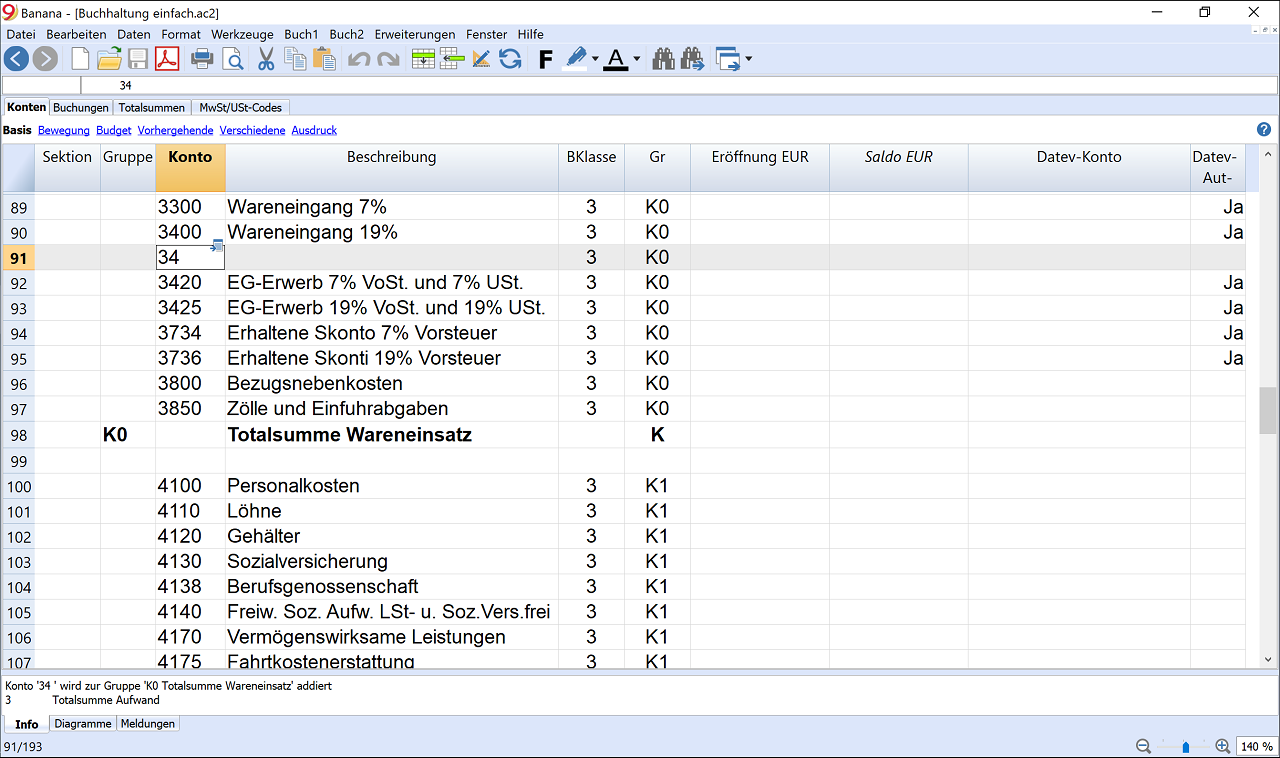 Banana - [Buchhaltung einfach.ac2]
Datei Bearbeiten Daten Format Werkzeuge Buch1 Buch2 Erweiterungen Fenster Hilfe
F A
34
Konten Buchungen Totalsummen MwSt/USt-Codes
Basis Bewegung Budget Vorhergehende Verschiedene Ausdruck ?
Sektion Gruppe Konto Beschreibung BKlasse Gr Eröffnung EUR Saldo EUR Datev-Konto Datev-Aut-
89 3300 Wareneingang 7% 3 K0 Ja
90 3400 Wareneingang 19% 3 K0 Ja
91 34 3 K0
92 3420 EG-Erwerb 7% VoSt. und 7% USt. 3 K0 Ja
93 3425 EG-Erwerb 19% VoSt. und 19% USt. 3 K0 Ja
94 3734 Erhaltene Skonto 7% Vorsteuer 3 K0 Ja
95 3736 Erhaltene Skonti 19% Vorsteuer 3 K0 Ja
96 3800 Bezugsnebenkosten 3 K0
97 3850 Zölle und Einfuhrabgaben 3 K0
98 K0 Totalsumme Wareneinsatz K
99
100 4100 Personalkosten 3 K1
101 4110 Löhne 3 K1
102 4120 Gehälter 3 K1
103 4130 Sozialversicherung 3 K1
104 4138 Berufsgenossenschaft 3 K1
105 4140 Freiw. Soz. Aufw. LSt- u. Soz.Vers.frei 3 K1
106 4170 Vermögenswirksame Leistungen 3 K1
107 4175 Fahrtkostenerstattung 3 K1
Konto '34 ' wird zur Gruppe 'K0 Totalsumme Wareneinsatz' addiert
3 Totalsumme Aufwand
Info Diagramme Meldungen
91/193 140 %